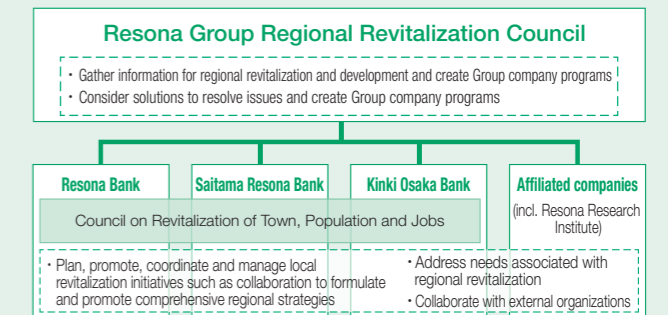 Resona Group Regional Revitalization Council
・Gather information for regional revitalization and development and create Group company programs
・Consider solutions to resolve issues and create Group company programs
Resona Bank
Saitama Resona Bank
Kinki Osaka Bank
Affiliated companies
(incl. Resona Research
Institute)
Council on Revitalization of Town, Population and Jobs
・Plan, promote, coordinate and manage local
revitalization initiatives such as collaboration to formulate
and promote comprehensive regional strategies
・Address needs associated with
regional revitalization
・Collaborate with external organizations